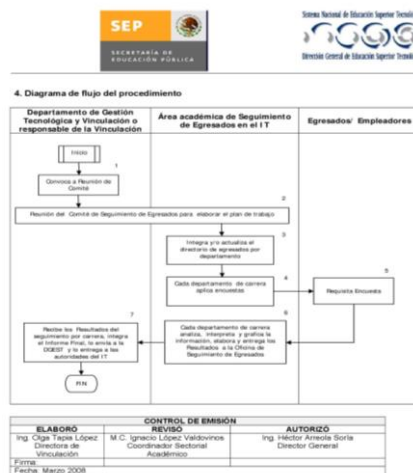 SEP
SECRETARÍA DE
EDUCACIÓN PÚBLICA
Sistema Nacional de Educación Superior Tecnoló
Dirección General de Educación Superior Tecnoló
4. Diagrama de flujo del procedimiento
Departamento de Gestión
Tecnológica y Vinculación o
responsable de la Vinculación
Área académica de Seguimiento
de Egresados en el I T
Egresados/ Empleadores
Inicio
1
Convoca a Reunión de
Comité
2
Reunión del Comité de Seguimiento de Egresados para elaborar el plan de trabajo
3
Integra y/o actualiza el
directorio de egresados por
departamento
4
Cada departamento de carrera
aplica encuestas
5
Requisita Encuesta
6
Cada departamento de carrera
analiza, interpreta y grafica la
información, elabora y entrega los
Resultados a la Oficina de
Seguimiento de Egresados
7
Recibe los Resultados del
seguimiento por carrera, integra
el Informe Final, lo envía a la
DGEST y lo entrega a las
autoridades del IT
FIN
CONTROL DE EMISIÓN
ELABORÓ
REVISÓ
AUTORIZÓ
Ing. Olga Tapia López
Directora de
Vinculación
M.C. Ignacio López Valdovinos
Coordinador Sectorial
Académico
Ing. Héctor Arreola Soria
Director General
Firma:
Fecha: Marzo 2008